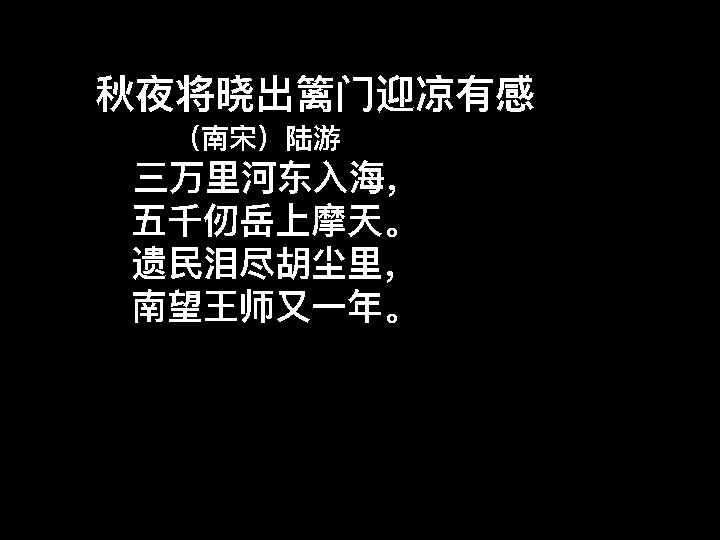 秋夜将晓出篱门迎凉有感
（南宋）陆游
三万里河东入海，
五千仞岳上摩天。
遗民泪尽胡尘里，
南望王师又一年。